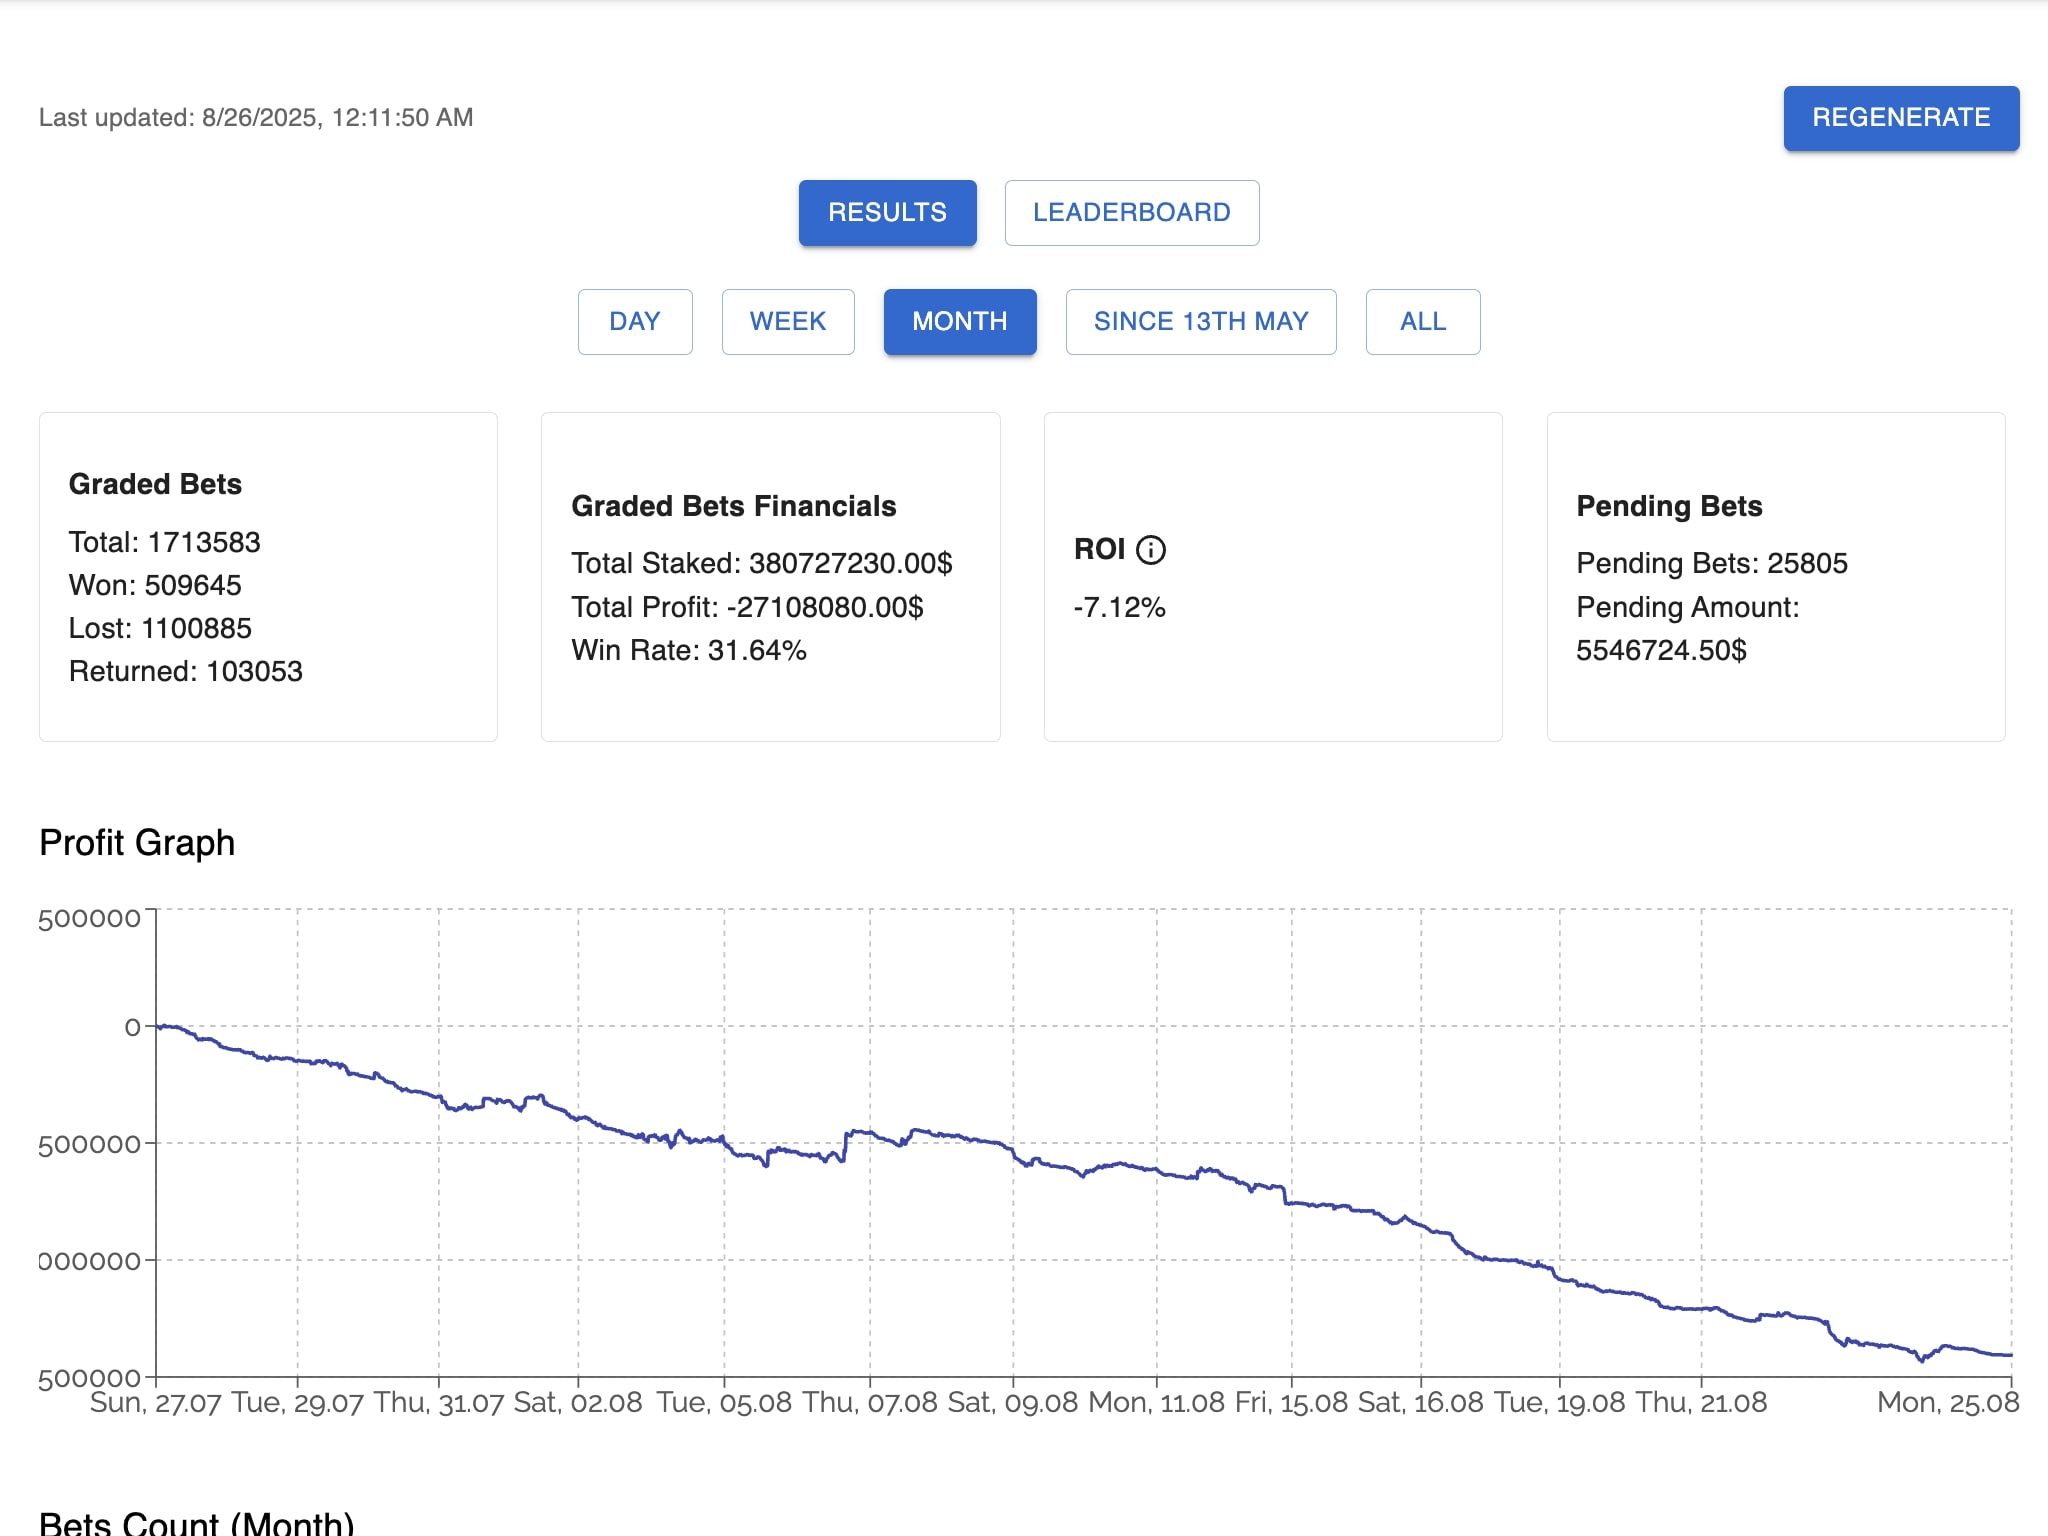 Last updated: 8/26/2025, 12:11:50 AM
REGENERATE
RESULTS
LEADERBOARD
DAY
WEEK
MONTH
SINCE 13TH MAY
ALL
Graded Bets
Total: 1713583
Won: 509645
Lost: 1100885
Returned: 103053
Graded Bets Financials
Total Staked: 380727230.00$
Total Profit: -27108080.00$
Win Rate: 31.64%
ROI
-7.12%
Pending Bets
Pending Bets: 25805
Pending Amount:
5546724.50$
Profit Graph
500000
0
500000
000000
500000
Sun, 27.07 Tue, 29.07 Thu, 31.07 Sat, 02.08 Tue, 05.08 Thu, 07.08 Sat, 09.08 Mon, 11.08 Fri, 15.08 Sat, 16.08 Tue, 19.08 Thu, 21.08 Mon, 25.08
Bets Count (Month)